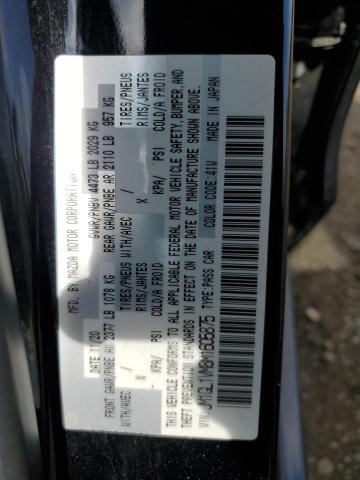 MFD. BY MAZDA MOTOR CORPORATION
DATE 11/20 GVWR/PNBV 4473 LB 2029 KG
FRONT GAWR/PNBE AV 2377 LB 1078 KG REAR GAWR/PNBE AR 2110 LB 957 KG
TIRES/PNEUS WITH/AVEC / TIRES/PNEUS
RIMS/JANTES X RIMS/JANTES
KPA/ PSI COLD/A FROID KPA/ PSI COLD/A FROID
THIS VEHICLE CONFORMS TO ALL APPLICABLE FEDERAL MOTOR VEHICLE SAFETY, BUMPER, AND
THEFT PREVENTION STANDARDS IN EFFECT ON THE DATE OF MANUFACTURE SHOWN ABOVE.
TYPE: PASS CAR COLOR CODE: 41W MADE IN JAPAN